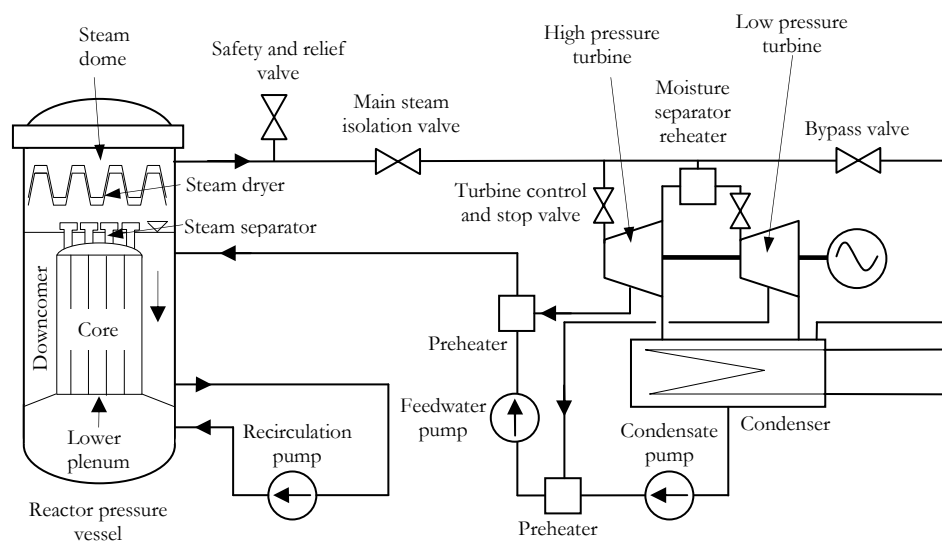 Steam
dome
Safety and relief
valve
Main steam
isolation valve
High pressure
turbine
Low pressure
turbine
Moisture
separator
reheater
Bypass valve
Steam dryer
Turbine control
and stop valve
Steam separator
Downcomer
Core
Preheater
Lower
plenum
Recirculation
pump
Feedwater
pump
Condensate
pump
Condenser
Preheater
Reactor pressure
vessel